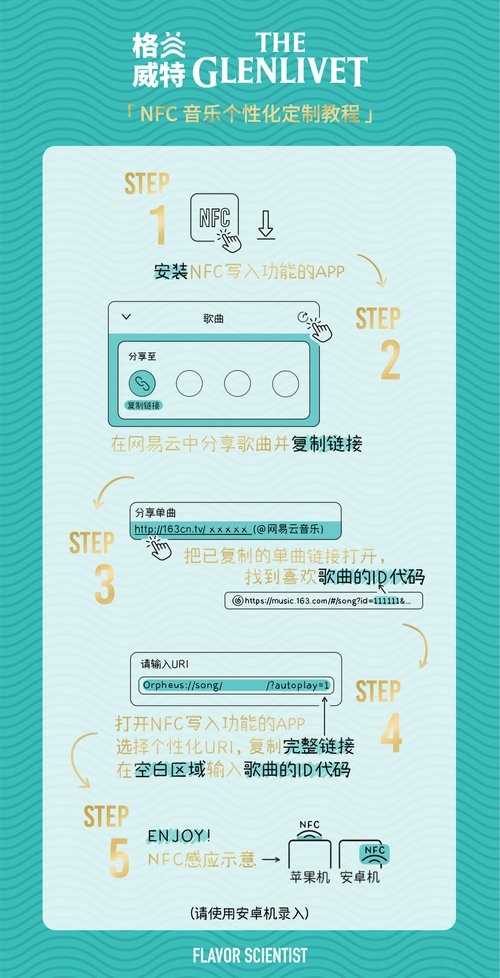 格兰威特
THE GLENLIVET
「NFC 音乐个性化定制教程」
STEP 1
NFC
安装NFC写入功能的APP
STEP 2
歌曲
分享至
复制链接
在网易云中分享歌曲并复制链接
STEP 3
分享单曲
http://163cn.tv/ xxxxx (@网易云音乐)
把已复制的单曲链接打开，
找到喜欢歌曲的ID代码
https://music.163.com/#/song?id=111111&...
STEP 4
请输入URI
Orpheus://song/ /?autoplay=1
打开NFC写入功能的APP
选择个性化URI，复制完整链接
在空白区域输入歌曲的ID代码
STEP 5
ENJOY!
NFC感应示意
NFC
苹果机
NFC
安卓机
(请使用安卓机录入)
FLAVOR SCIENTIST